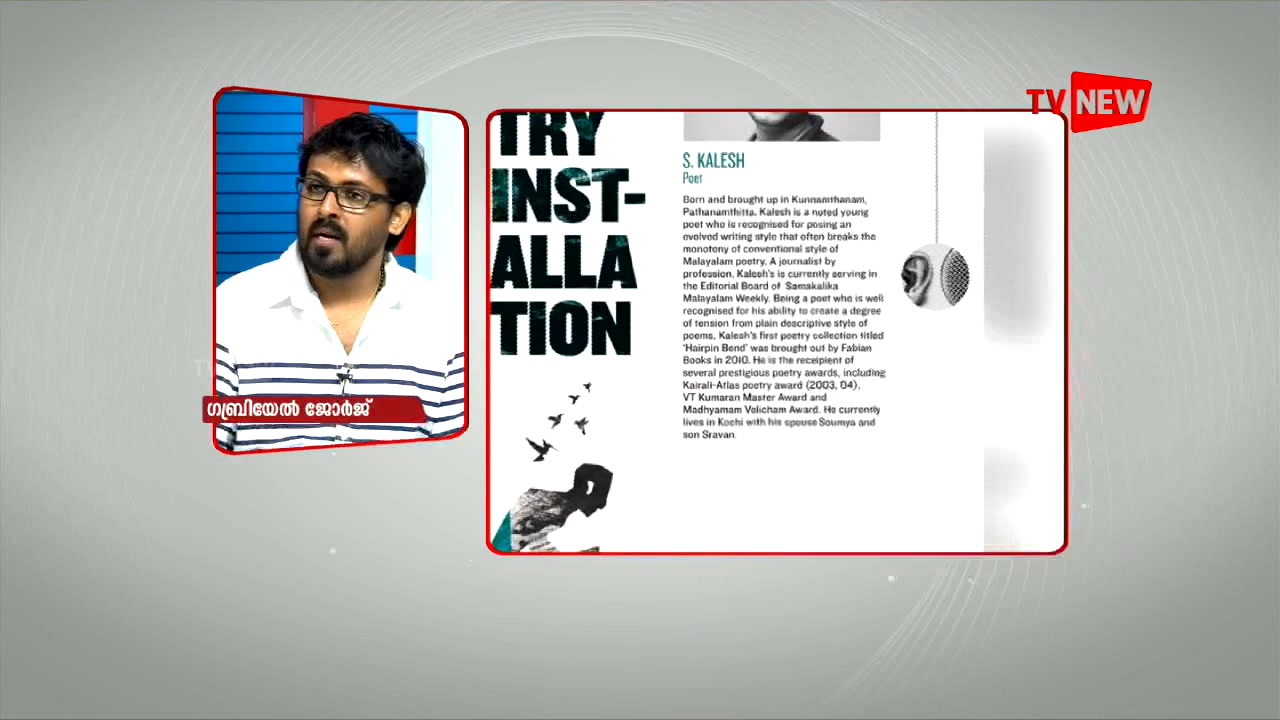 TV NEW
ഗബ്രിയേൽ ജോർജ്
TRY
INST-
ALLA
TION
S. KALESH
Poet
Born and brought up in Kunnamthanam,
Pathanamthitta, Kalesh is a noted young
poet who is recognised for posing an
evolved writing style that often breaks the
monotony of conventional style of
Malayalam poetry. A journalist by
profession, Kalesh's is currently serving in
the Editorial Board of Samakalika
Malayalam Weekly. Being a poet who is well
recognised for his ability to create a degree
of tension from plain descriptive style of
poems, Kalesh's first poetry collection titled
'Hairpin Bend' was brought out by Fabian
Books in 2010. He is the receipient of
several prestigious poetry awards, including
Kairali-Atlas poetry award (2003, 04),
VT Kumaran Master Award and
Madhyamam Velicham Award. He currently
lives in Kochi with his spouse Soumya and
son Sravan.